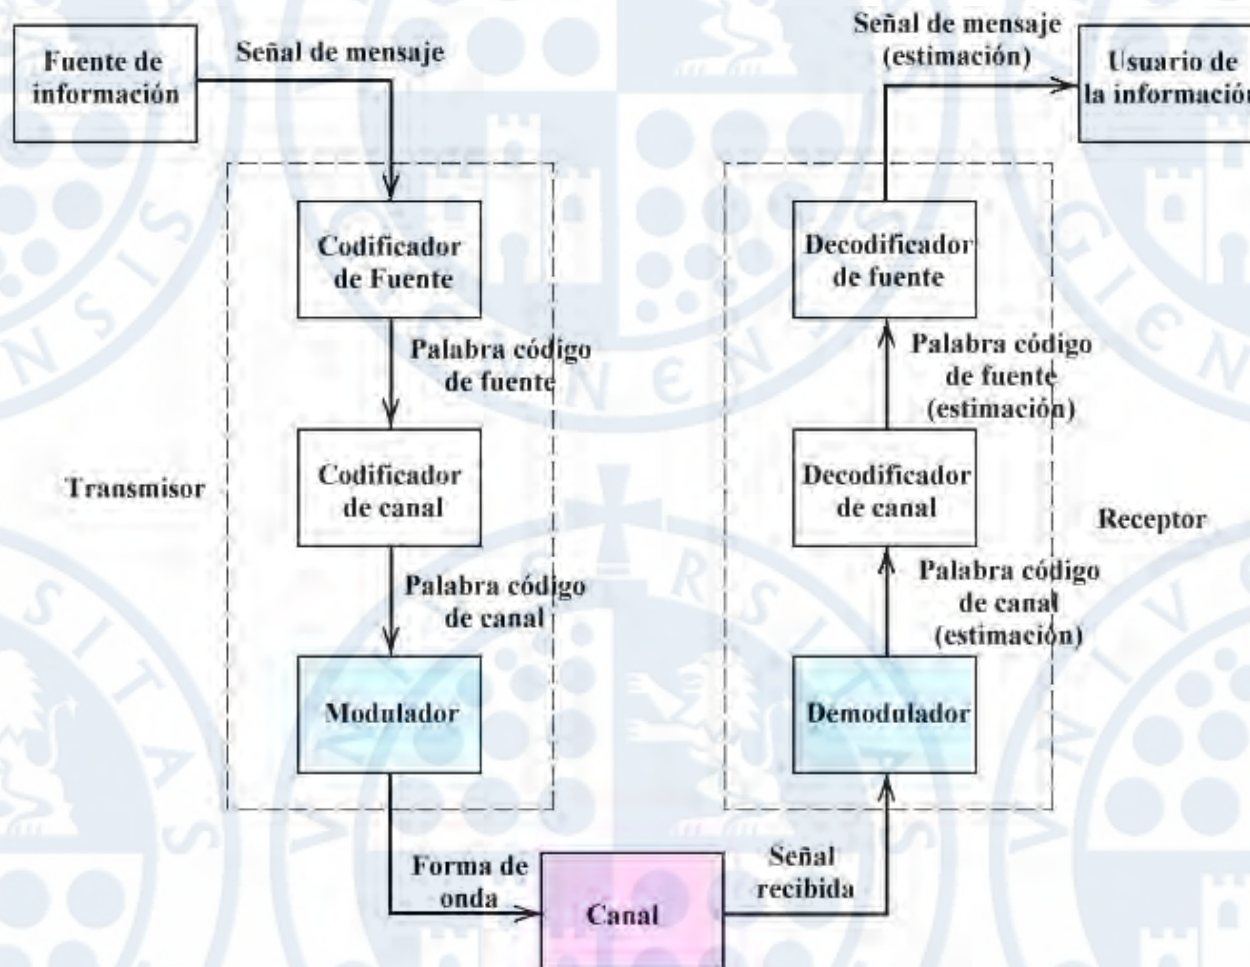 Fuente de
información
Señal de mensaje
Codificador
de Fuente
Palabra código
de fuente
Transmisor
Codificador
de canal
Palabra código
de canal
Modulador
Forma de
onda
Canal
Señal
recibida
Demodulador
Palabra código
de canal
(estimación)
Receptor
Decodificador
de canal
Palabra código
de fuente
(estimación)
Decodificador
de fuente
Señal de mensaje
(estimación)
Usuario de
la información